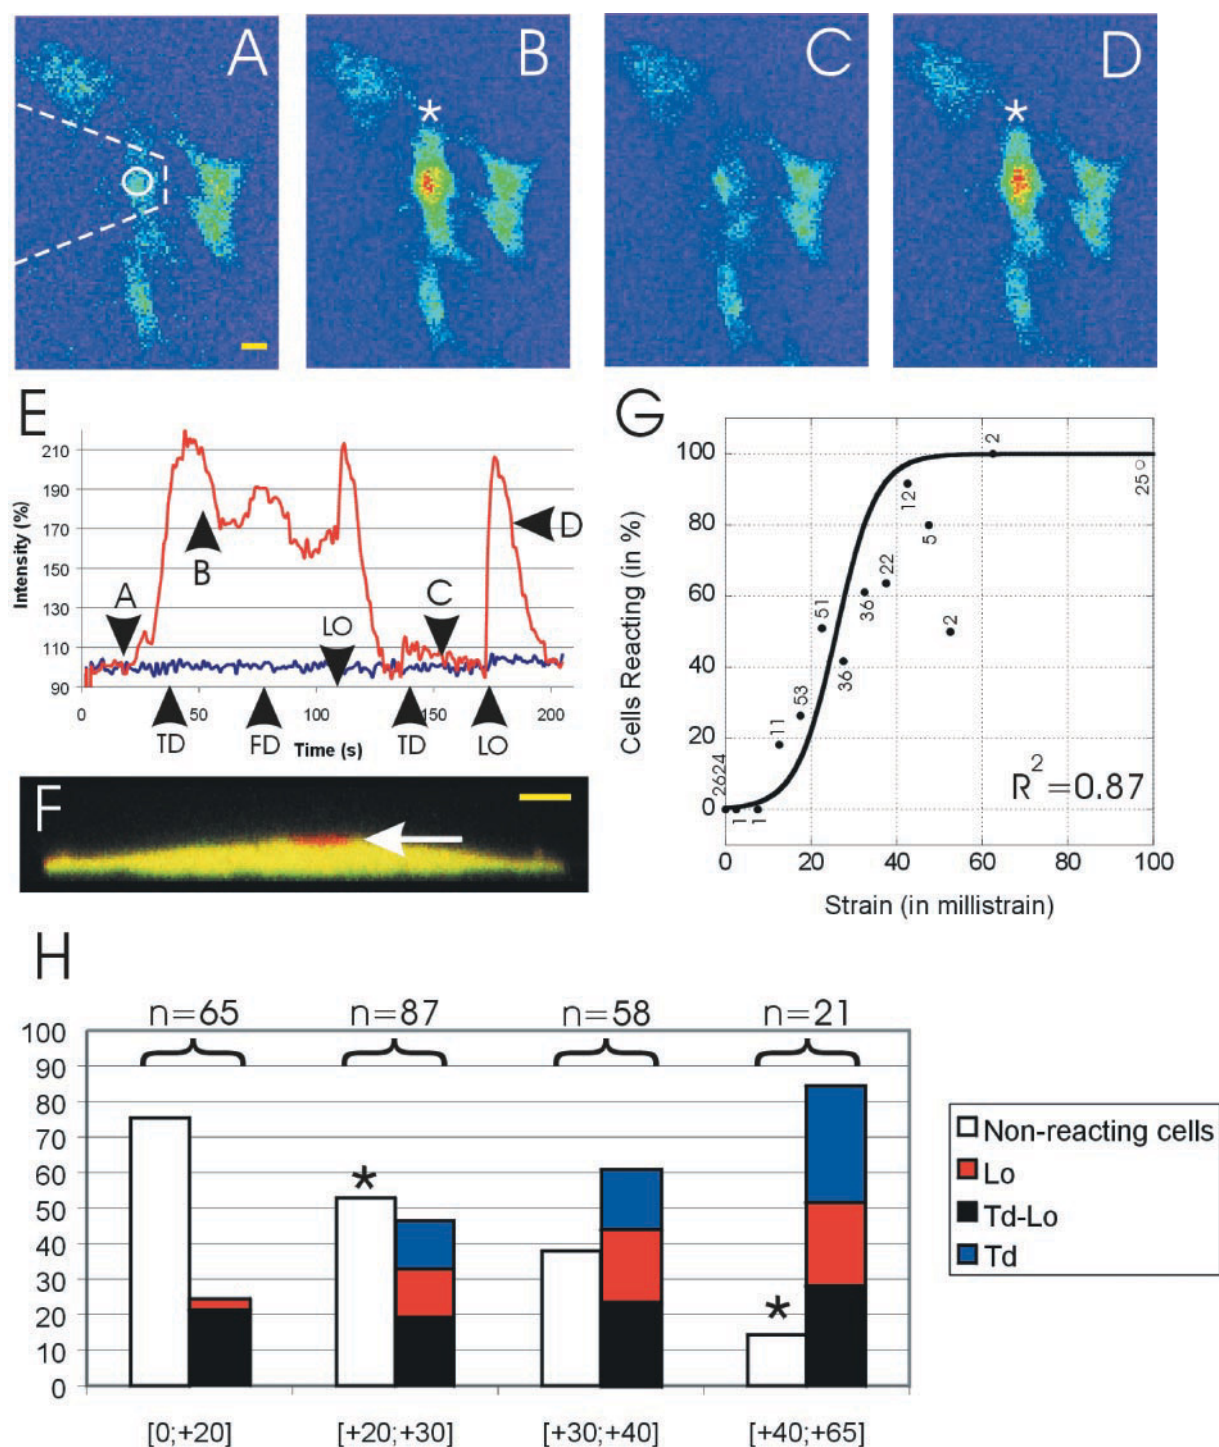 A
B
C
D
*
*
E
Intensity (%)
210
190
170
150
130
110
90
A
B
LO
C
D
0
50
100
150
200
TD
FD
Time (s)
TD
LO
F
G
Cells Reacting (in %)
100
80
60
40
20
0
2624
1
1
11
53
51
36
36
22
12
5
2
2
25
R²=0.87
0
20
40
60
80
100
Strain (in millistrain)
H
n=65
n=87
n=58
n=21
100
90
80
70
60
50
40
30
20
10
0
*
*
[0;+20]
[+20;+30]
[+30;+40]
[+40;+65]
Non-reacting cells
Lo
Td-Lo
Td